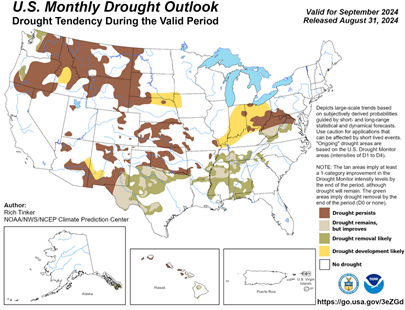 U.S. Monthly Drought Outlook
Drought Tendency During the Valid Period
Valid for September 2024
Released August 31, 2024
Depicts large-scale trends based
on subjectively derived probabilities
guided by short- and long-range
statistical and dynamical forecasts.
Use caution for applications that
can be affected by short lived events.
"Ongoing" drought areas are
based on the U.S. Drought Monitor
areas (intensities of D1 to D4).
NOTE: The tan areas imply at least
a 1-category improvement in the
Drought Monitor intensity levels by
the end of the period, although
drought will remain. The green
areas imply drought removal by the
end of the period (D0 or none).
Author:
Rich Tinker
NOAA/NWS/NCEP Climate Prediction Center
Drought persists
Drought remains,
but improves
Drought removal likely
Drought development likely
No drought
Alaska
Hawaii
Puerto Rico
U.S. Virgin
Islands
NOAA
https://go.usa.gov/3eZGd